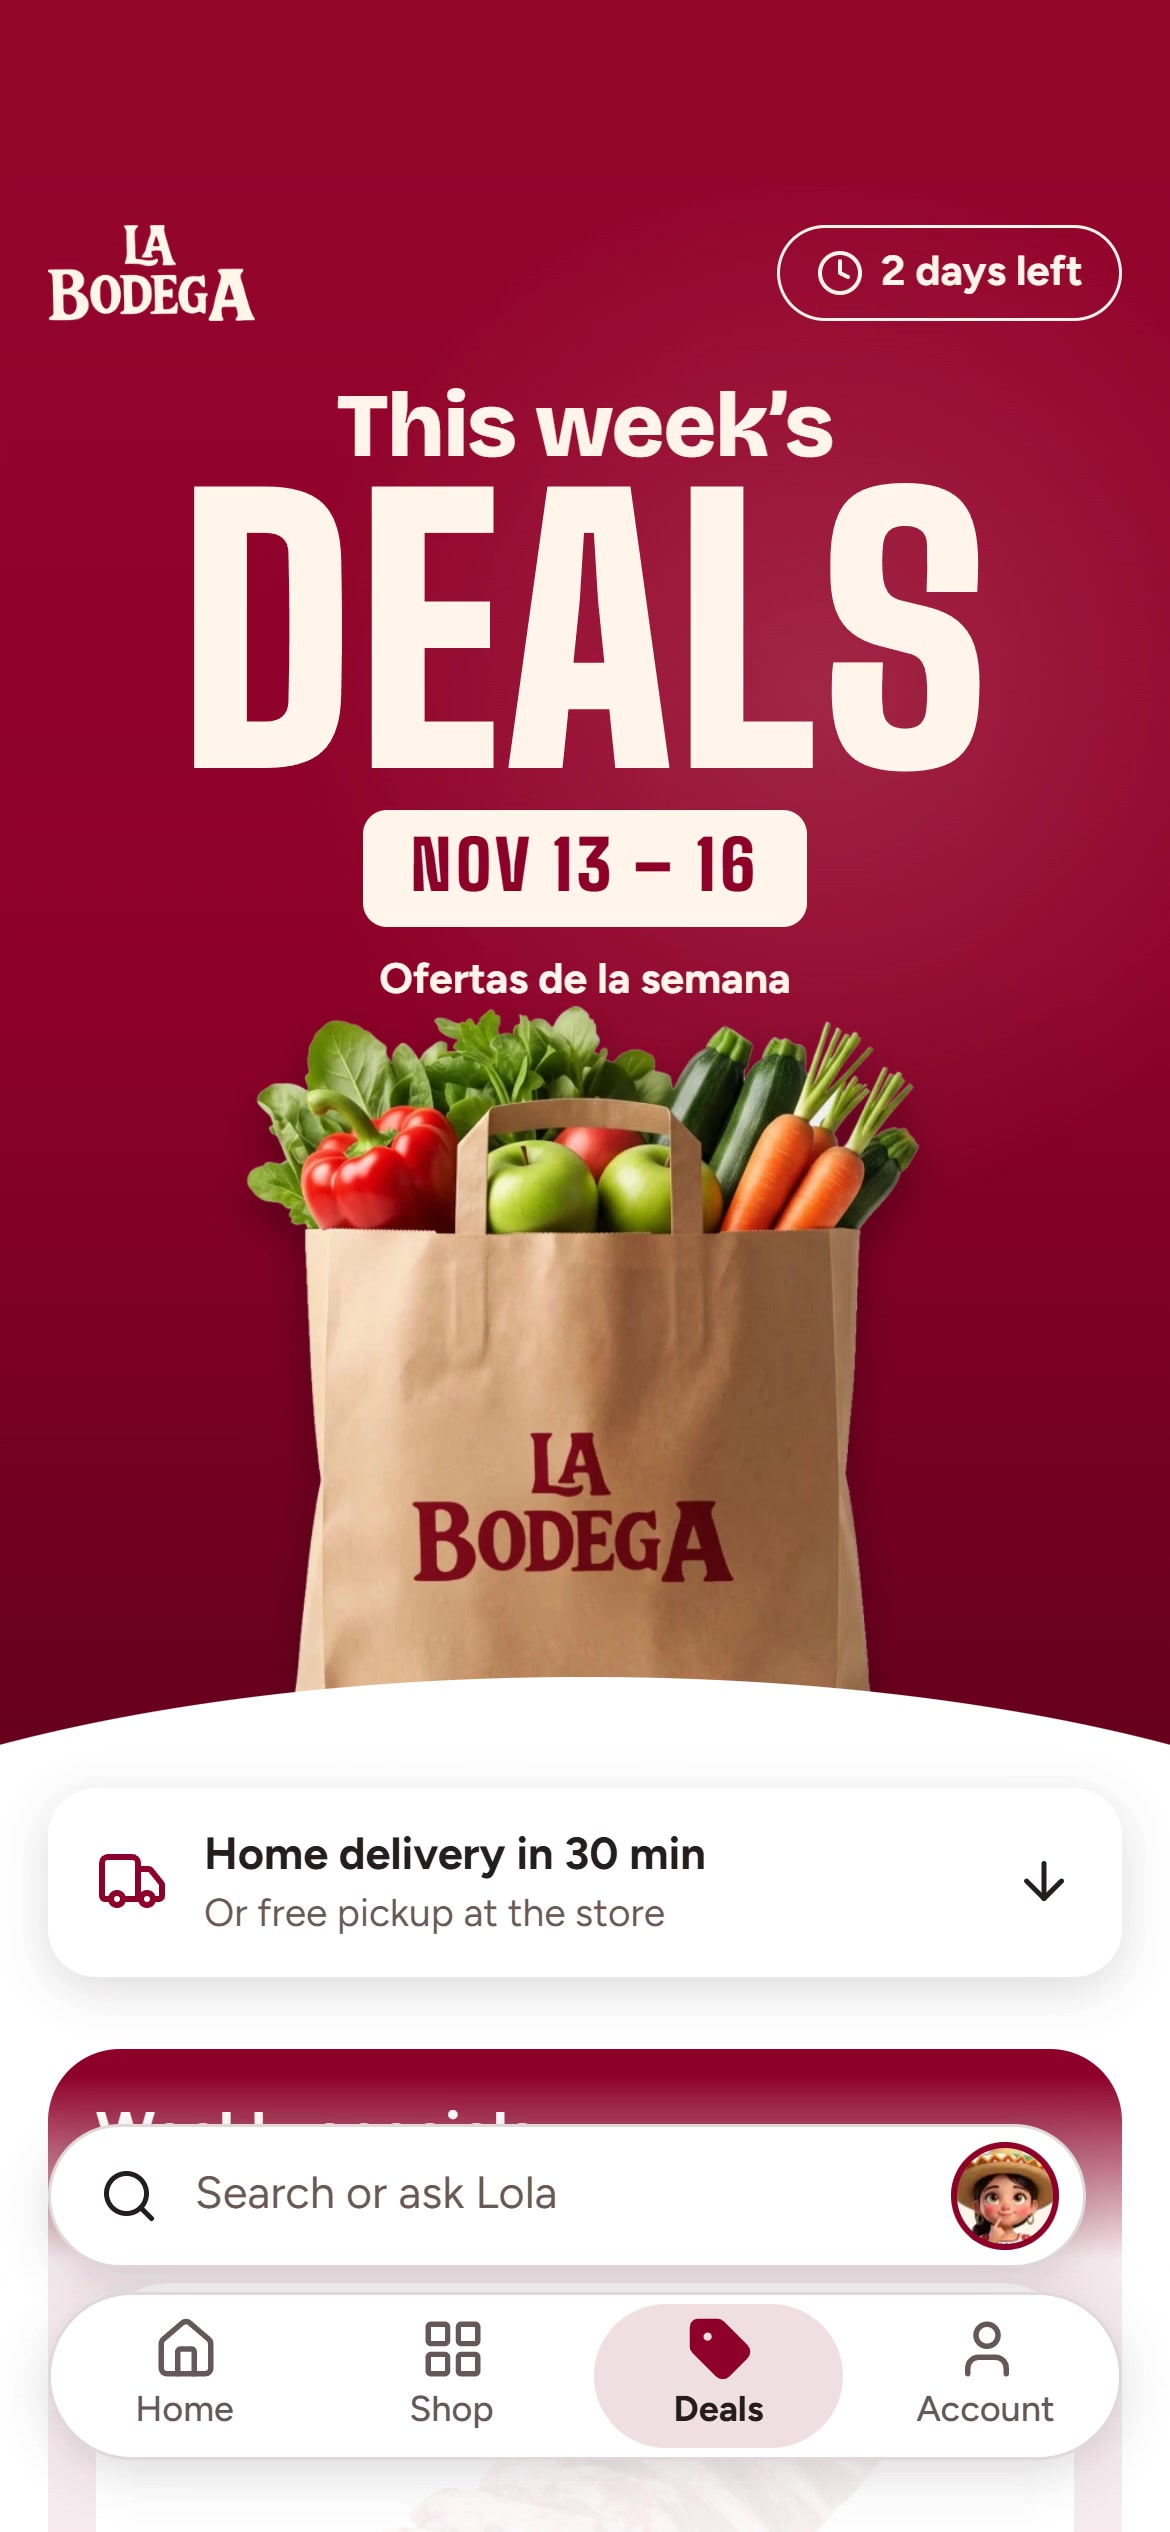 LA
BODEGA
2 days left
This week's
DEALS
NOV 13 – 16
Ofertas de la semana
LA
BODEGA
Home delivery in 30 min
Or free pickup at the store
Search or ask Lola
Home
Shop
Deals
Account